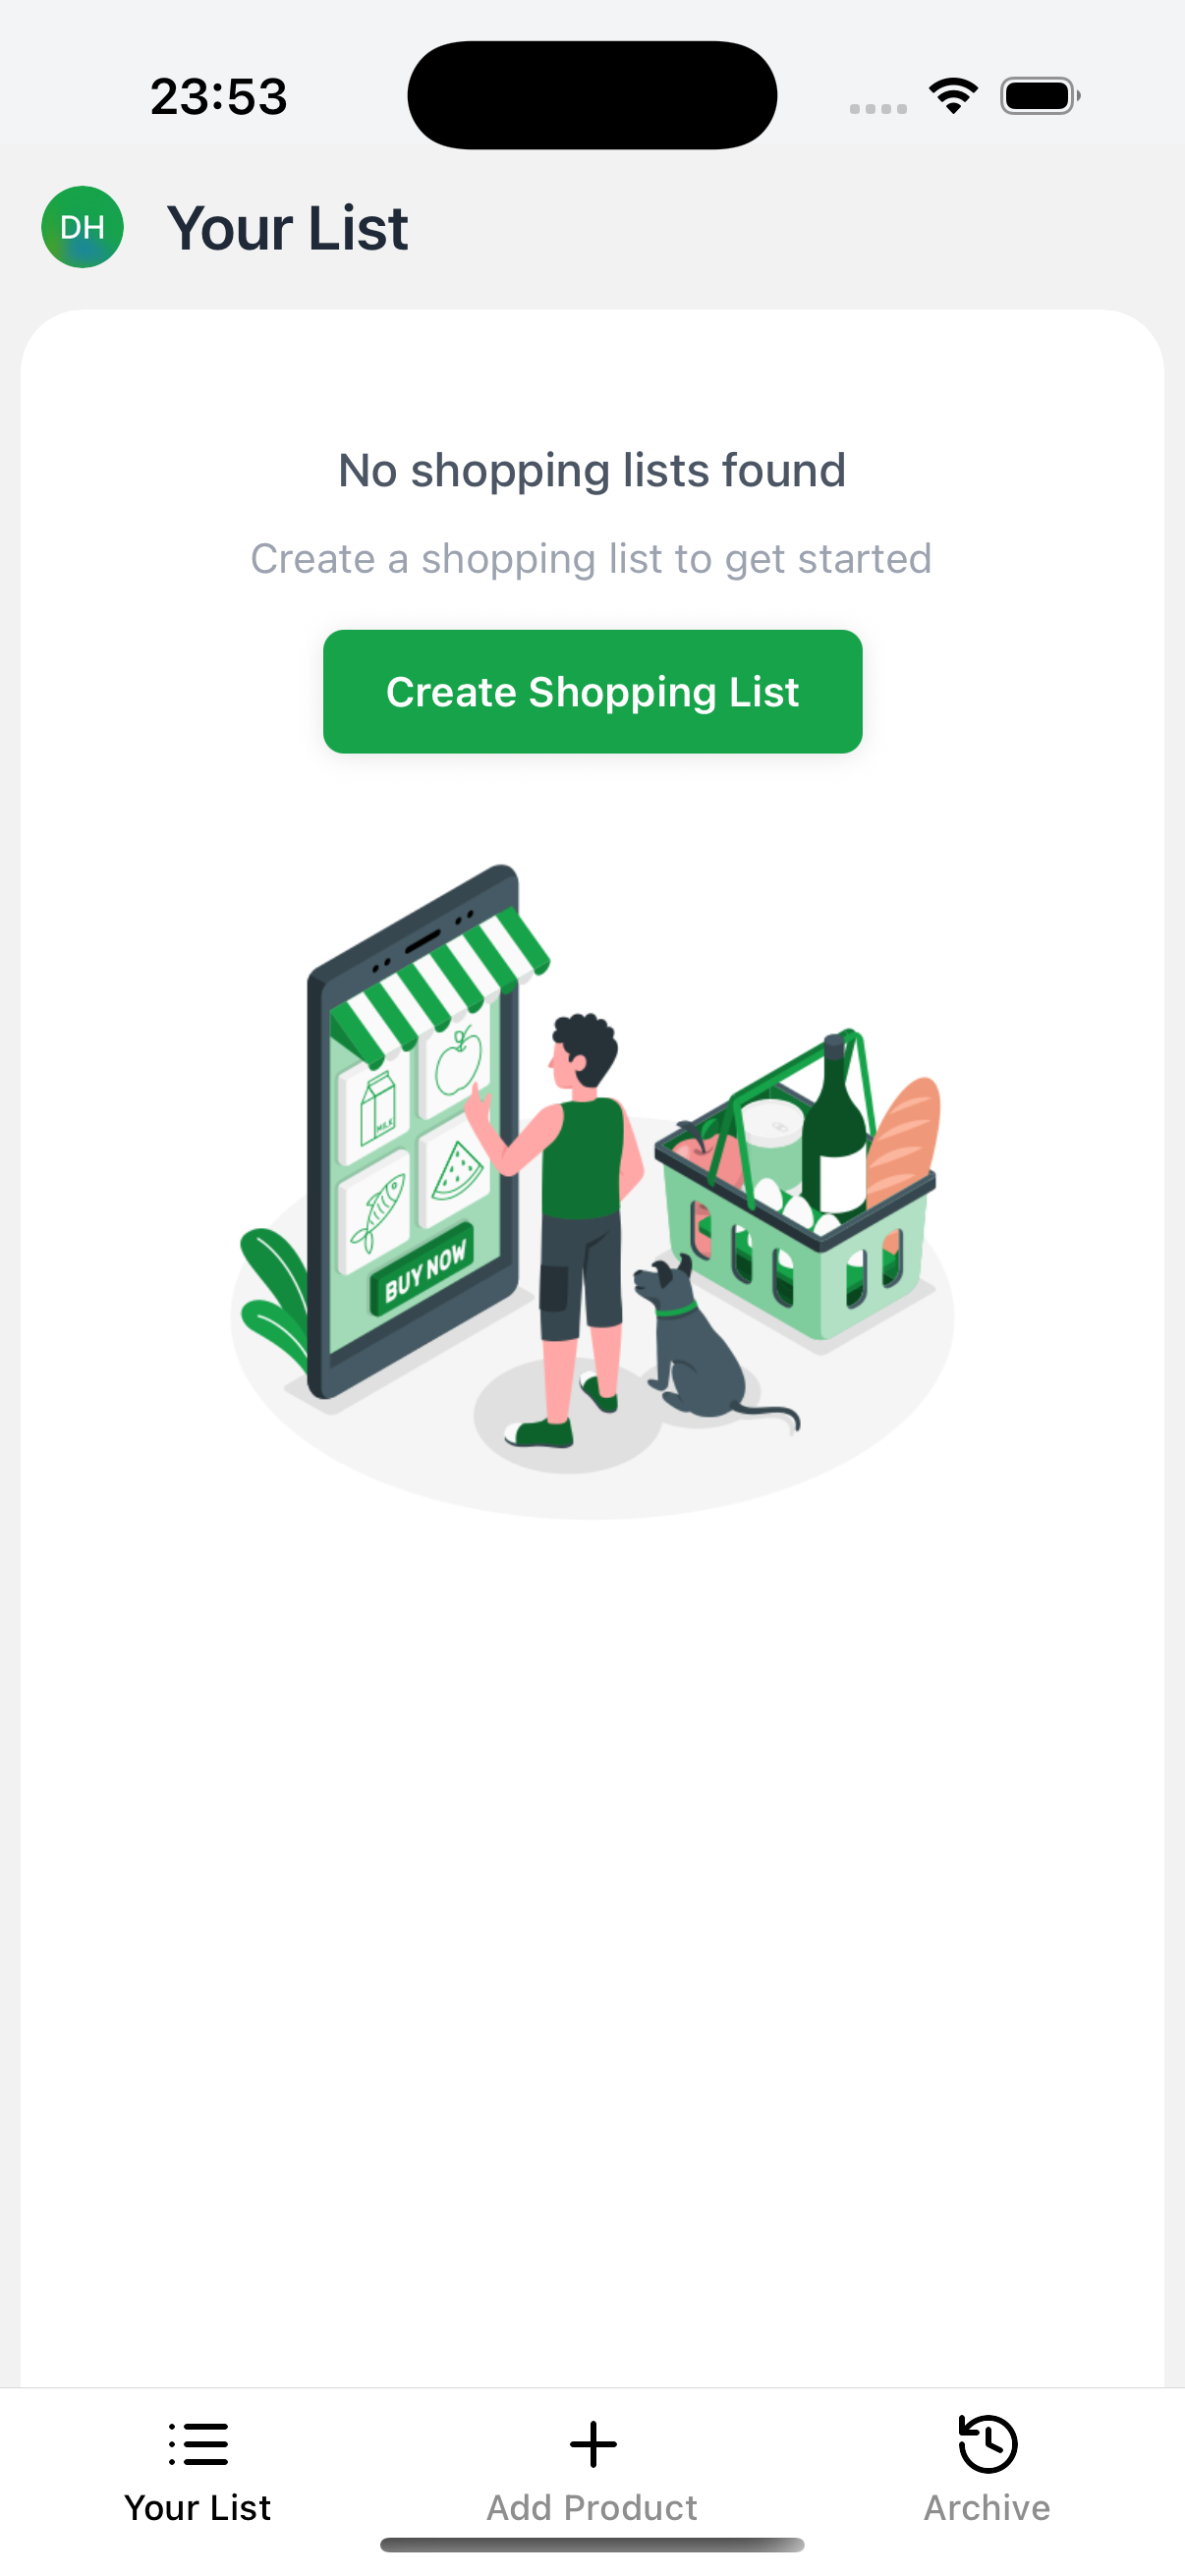 23:53
DH
Your List
No shopping lists found
Create a shopping list to get started
Create Shopping List
MILK
BUY NOW
Your List
Add Product
Archive